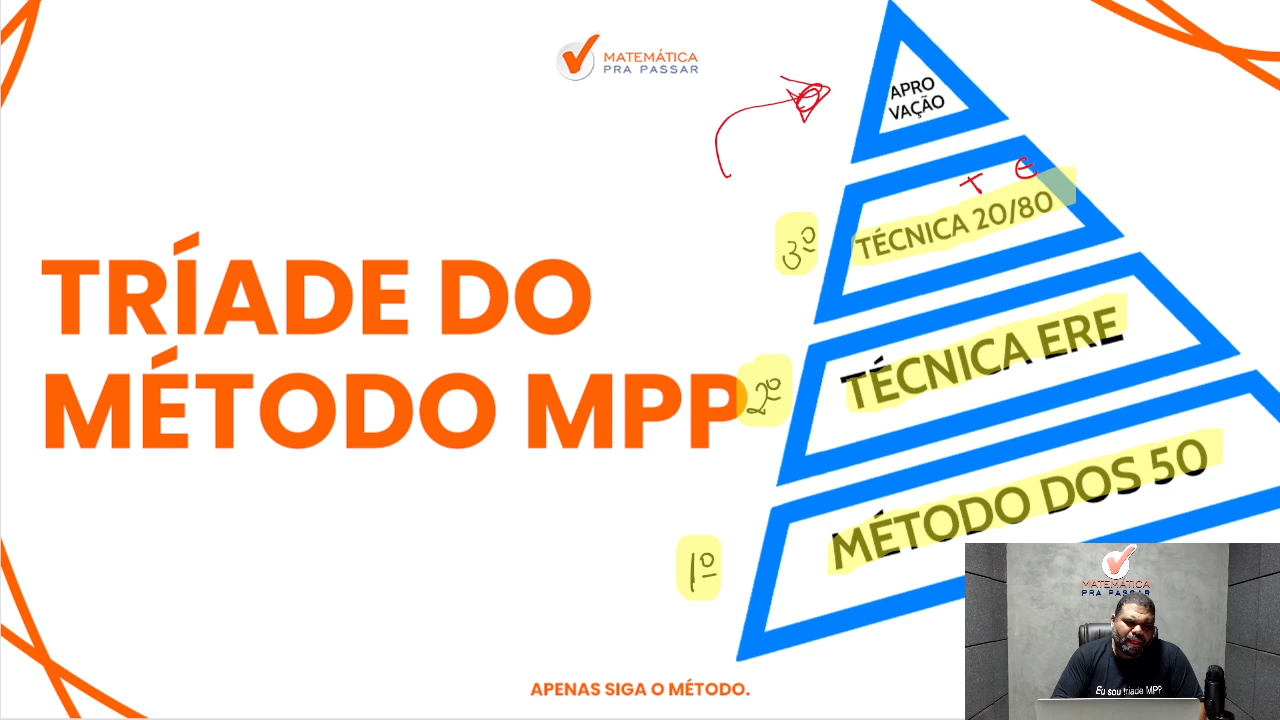 MATEMÁTICA
PRA PASSAR
APRO
VAÇÃO
T E
3º
TÉCNICA 20/80
TRÍADE DO
MÉTODO MPP
2º
TÉCNICA ERE
1º
MÉTODO DOS 50
APENAS SIGA O MÉTODO.
MATEMÁTICA
PRA PASSAR
Eu sou tríade MP?